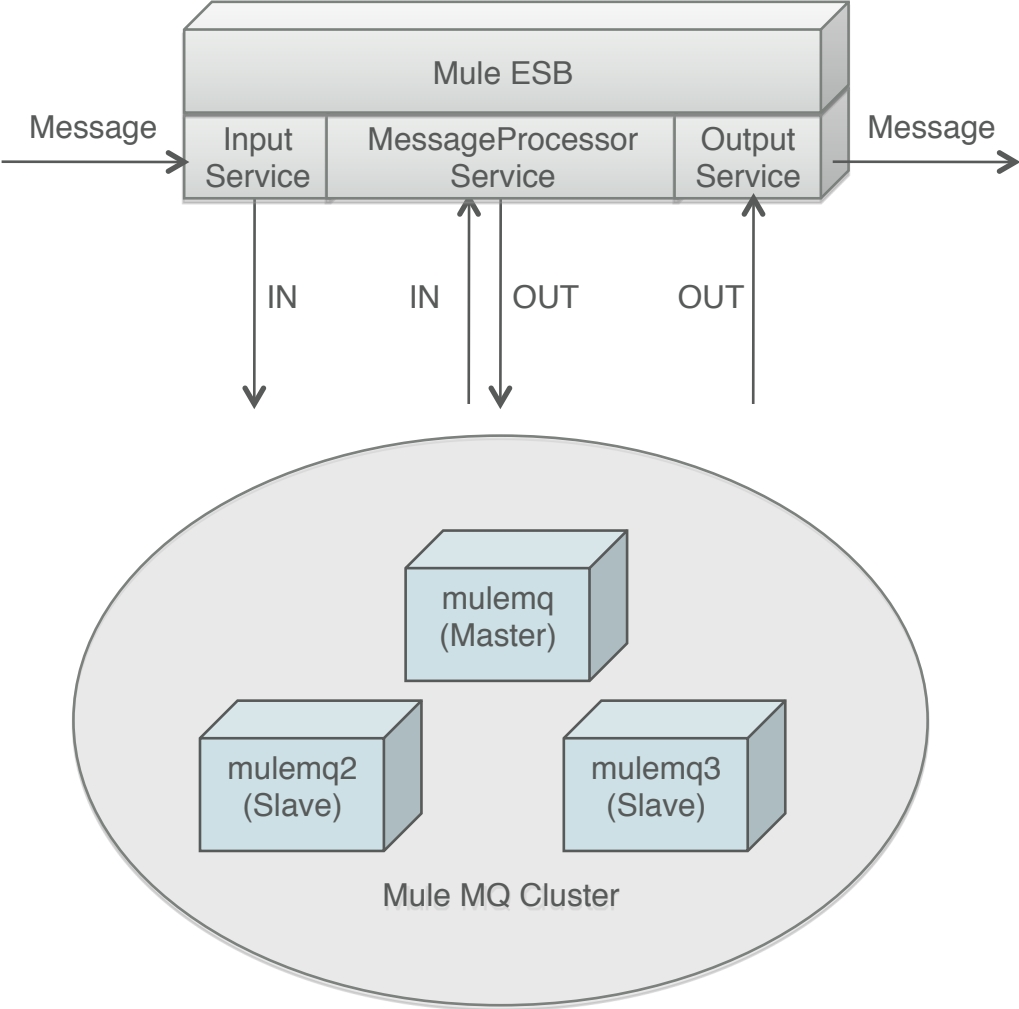 Mule ESB
Message
Input
Service
MessageProcessor
Service
Output
Service
Message
IN
IN
OUT
OUT
mulemq
(Master)
mulemq2
(Slave)
mulemq3
(Slave)
Mule MQ Cluster